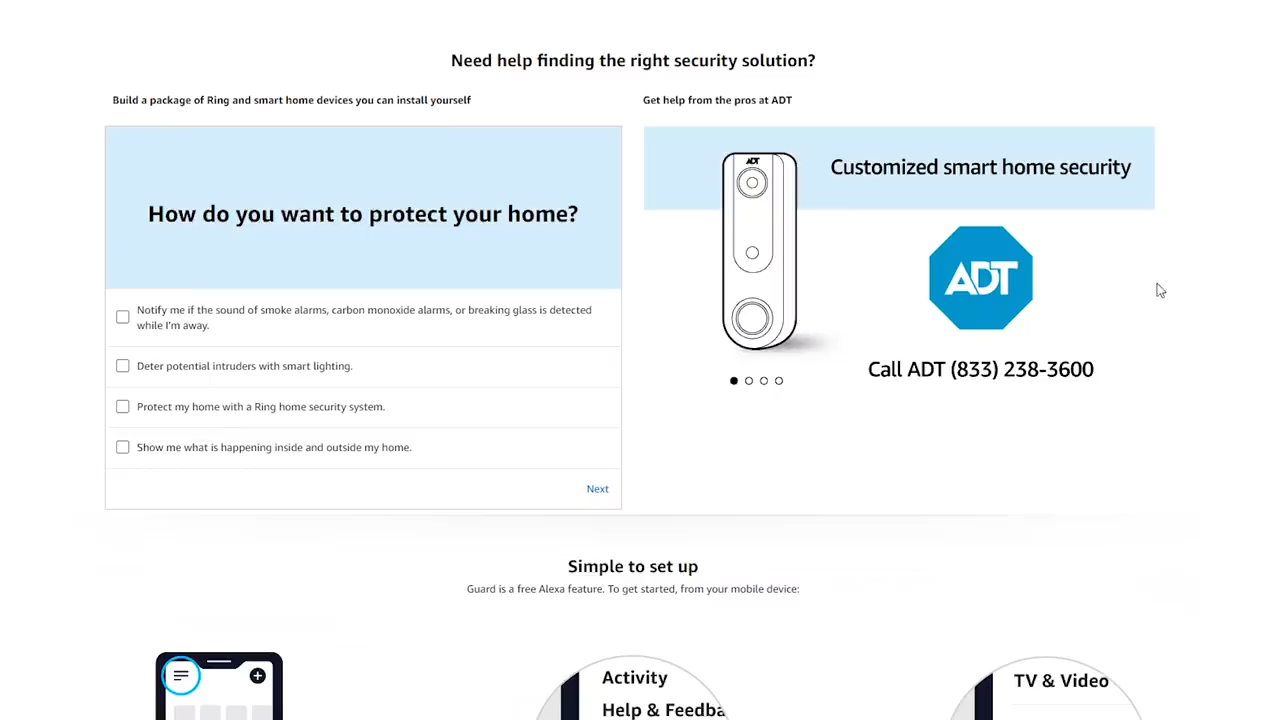 Need help finding the right security solution?
Build a package of Ring and smart home devices you can install yourself
How do you want to protect your home?
Notify me if the sound of smoke alarms, carbon monoxide alarms, or breaking glass is detected
while I'm away.
Deter potential intruders with smart lighting.
Protect my home with a Ring home security system.
Show me what is happening inside and outside my home.
Next
Get help from the pros at ADT
ADT
Customized smart home security
ADT
Call ADT (833) 238-3600
Simple to set up
Guard is a free Alexa feature. To get started, from your mobile device:
Activity
Help & Feedba
TV & Video